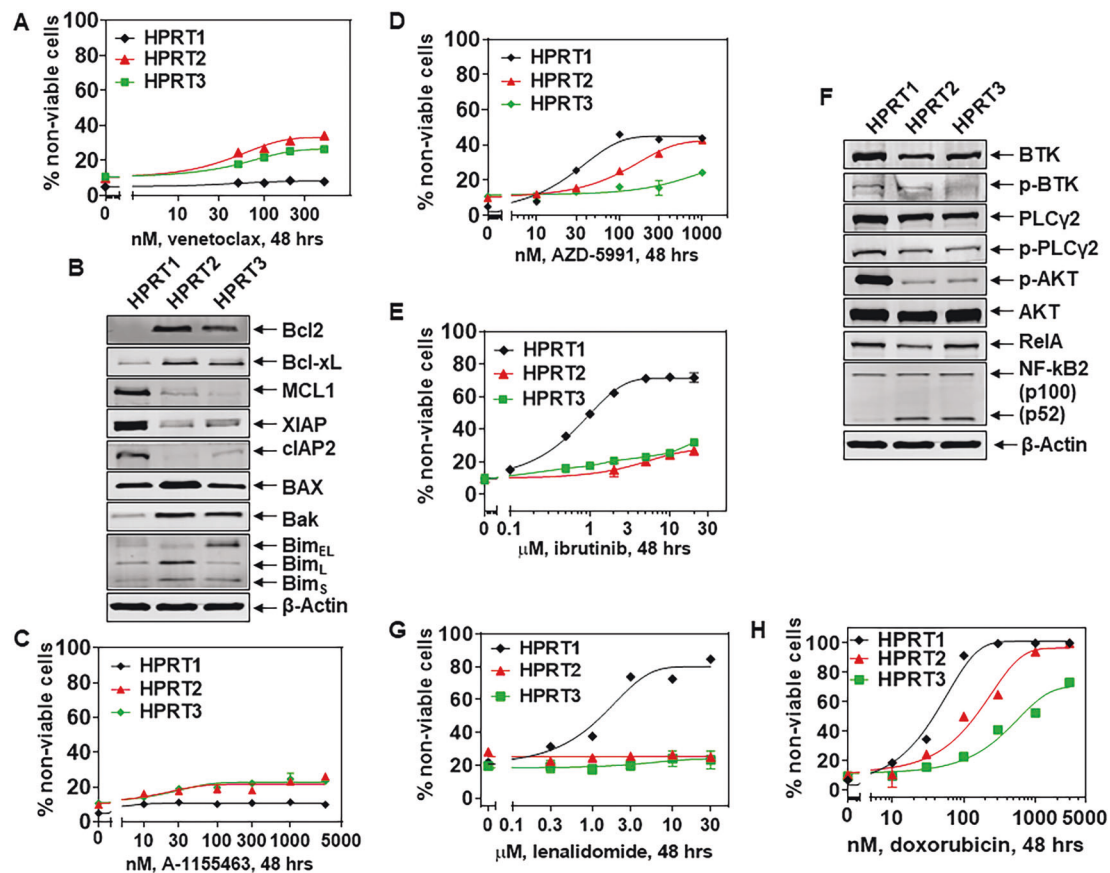 A
% non-viable cells
100
80
60
40
20
0
HPRT1
HPRT2
HPRT3
0 10 30 100 300
nM, venetoclax, 48 hrs
B
HPRT1 HPRT2 HPRT3
Bcl2
Bcl-xL
MCL1
XIAP
cIAP2
BAX
Bak
BimEL
BimL
BimS
β-Actin
C
% non-viable cells
100
80
60
40
20
0
HPRT1
HPRT2
HPRT3
0 10 30 100 300 1000 5000
nM, A-1155463, 48 hrs
D
% non-viable cells
100
80
60
40
20
0
HPRT1
HPRT2
HPRT3
0 10 30 100 300 1000
nM, AZD-5991, 48 hrs
E
% non-viable cells
100
80
60
40
20
0
HPRT1
HPRT2
HPRT3
0 0.1 1 3 10 30
μM, ibrutinib, 48 hrs
F
HPRT1 HPRT2 HPRT3
BTK
p-BTK
PLCγ2
p-PLCγ2
p-AKT
AKT
RelA
NF-kB2
(p100)
(p52)
β-Actin
G
% non-viable cells
100
80
60
40
20
0
HPRT1
HPRT2
HPRT3
0 0.1 0.3 1.0 3.0 10 30
μM, lenalidomide, 48 hrs
H
% non-viable cells
100
80
60
40
20
0
HPRT1
HPRT2
HPRT3
0 10 100 1000 5000
nM, doxorubicin, 48 hrs